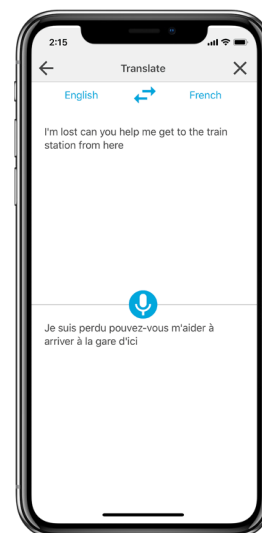 2:15
Translate
English
French
I'm lost can you help me get to the train
station from here
Je suis perdu pouvez-vous m'aider à
arriver à la gare d'ici